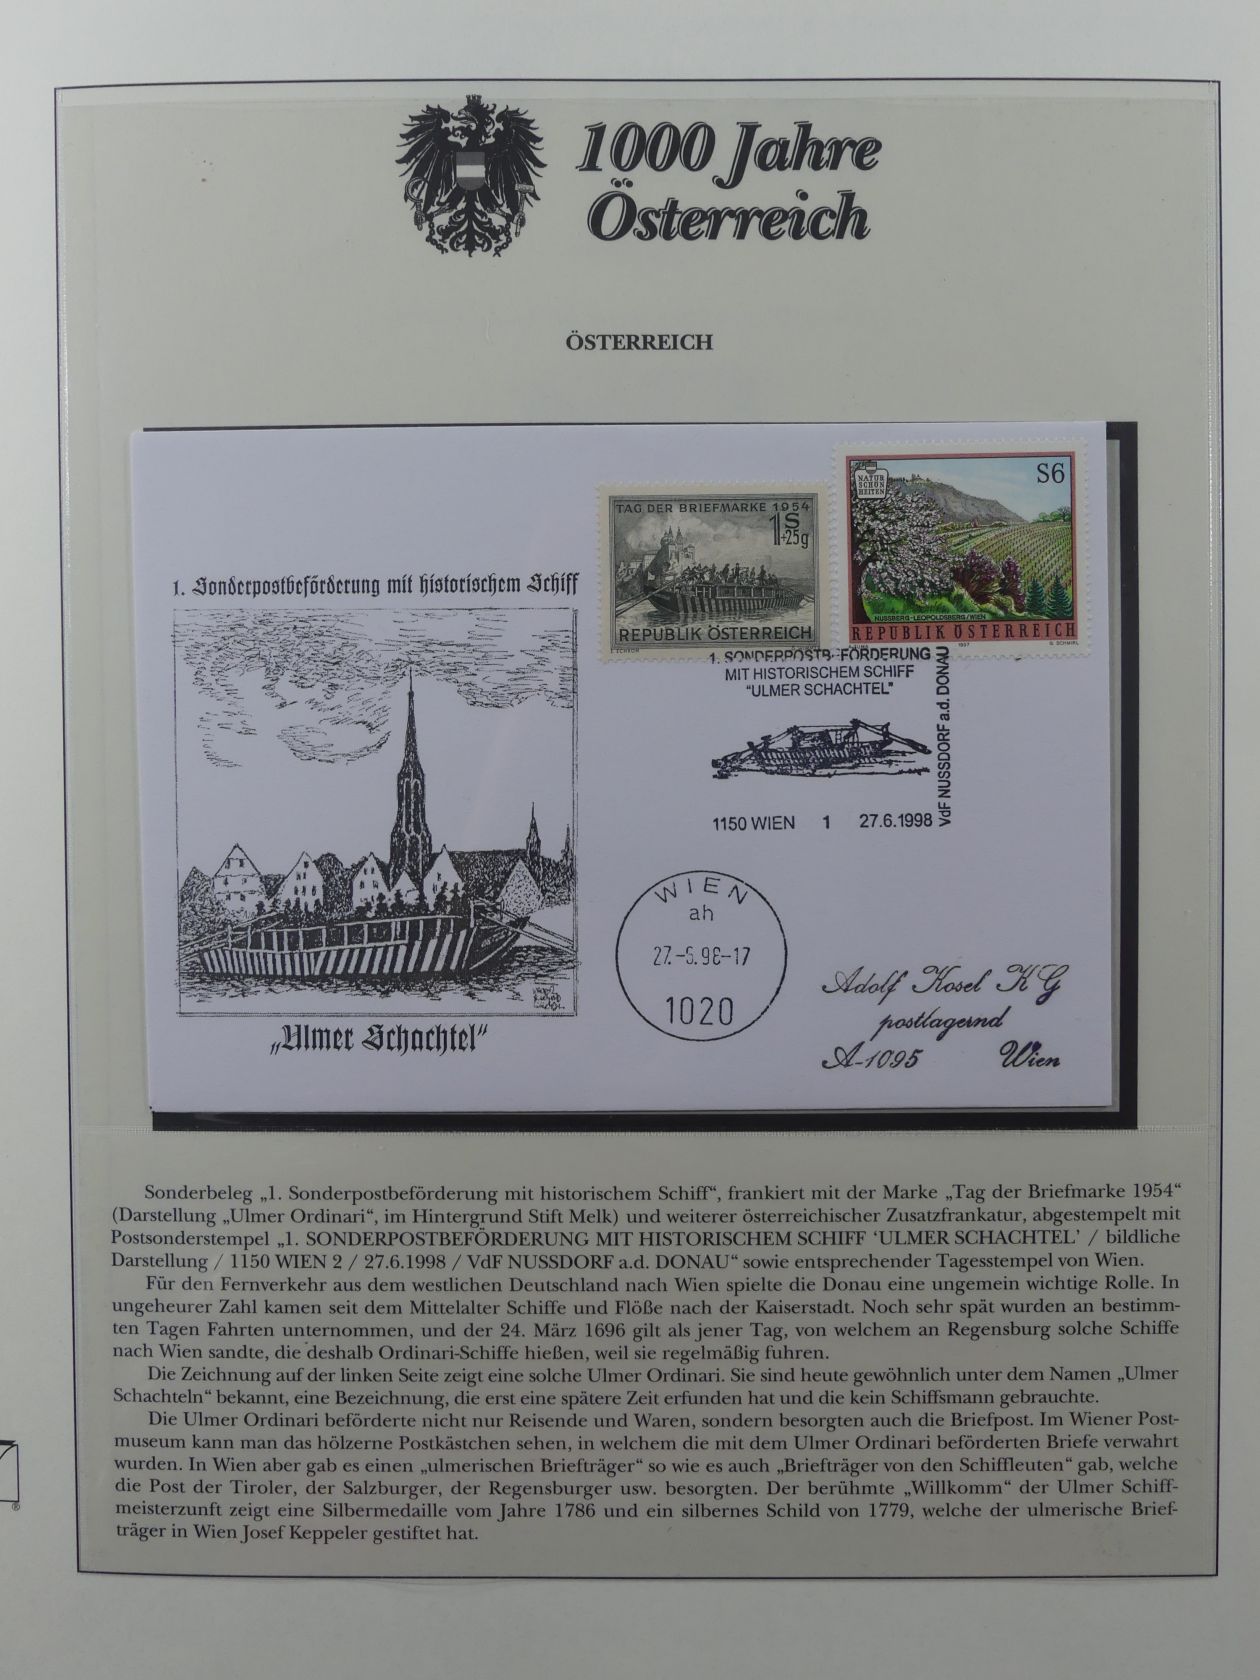 1000 Jahre
Österreich
ÖSTERREICH
1. Sonderpostbeförderung mit historischem Schiff
„Ulmer Schachtel"
TAG DER BRIEFMARKE 1954
1S
+25g
REPUBLIK ÖSTERREICH
NATUR
SCHÖN
HEITEN
S6
NUSSBERG-LEOPOLDSBERG/WIEN
REPUBLIK ÖSTERREICH
1997
G. SCHMIRL
1. SONDERPOSTBEFÖRDERUNG
MIT HISTORISCHEM SCHIFF
"ULMER SCHACHTEL"
VdF NUSSDORF a.d. DONAU
1150 WIEN 1 27.6.1998
WIEN
ah
1020
Adolf Kosel KG
postlagernd
A-1095 Wien
Sonderbeleg „1. Sonderpostbeförderung mit historischem Schiff“, frankiert mit der Marke „Tag der Briefmarke 1954“
(Darstellung „Ulmer Ordinari“, im Hintergrund Stift Melk) und weiterer österreichischer Zusatzfrankatur, abgestempelt mit
Postsonderstempel „1. SONDERPOSTBEFÖRDERUNG MIT HISTORISCHEM SCHIFF ‘ULMER SCHACHTEL’ / bildliche
Darstellung / 1150 WIEN 2 / 27.6.1998 / VdF NUSSDORF a.d. DONAU“ sowie entsprechender Tagesstempel von Wien.
Für den Fernverkehr aus dem westlichen Deutschland nach Wien spielte die Donau eine ungemein wichtige Rolle. In
ungeheurer Zahl kamen seit dem Mittelalter Schiffe und Flöße nach der Kaiserstadt. Noch sehr spät wurden an bestimm-
ten Tagen Fahrten unternommen, und der 24. März 1696 gilt als jener Tag, von welchem an Regensburg solche Schiffe
nach Wien sandte, die deshalb Ordinari-Schiffe hießen, weil sie regelmäßig fuhren.
Die Zeichnung auf der linken Seite zeigt eine solche Ulmer Ordinari. Sie sind heute gewöhnlich unter dem Namen „Ulmer
Schachteln“ bekannt, eine Bezeichnung, die erst eine spätere Zeit erfunden hat und die kein Schiffsmann gebrauchte.
Die Ulmer Ordinari beförderte nicht nur Reisende und Waren, sondern besorgten auch die Briefpost. Im Wiener Post-
museum kann man das hölzerne Postkästchen sehen, in welchem die mit dem Ulmer Ordinari beförderten Briefe verwahrt
wurden. In Wien aber gab es einen „ulmerischen Briefträger“ so wie es auch „Briefträger von den Schiffleuten“ gab, welche
die Post der Tiroler, der Salzburger, der Regensburger usw. besorgten. Der berühmte „Willkomm“ der Ulmer Schiff-
meisterzunft zeigt eine Silbermedaille vom Jahre 1786 und ein silbernes Schild von 1779, welche der ulmerische Brief-
träger in Wien Josef Keppeler gestiftet hat.